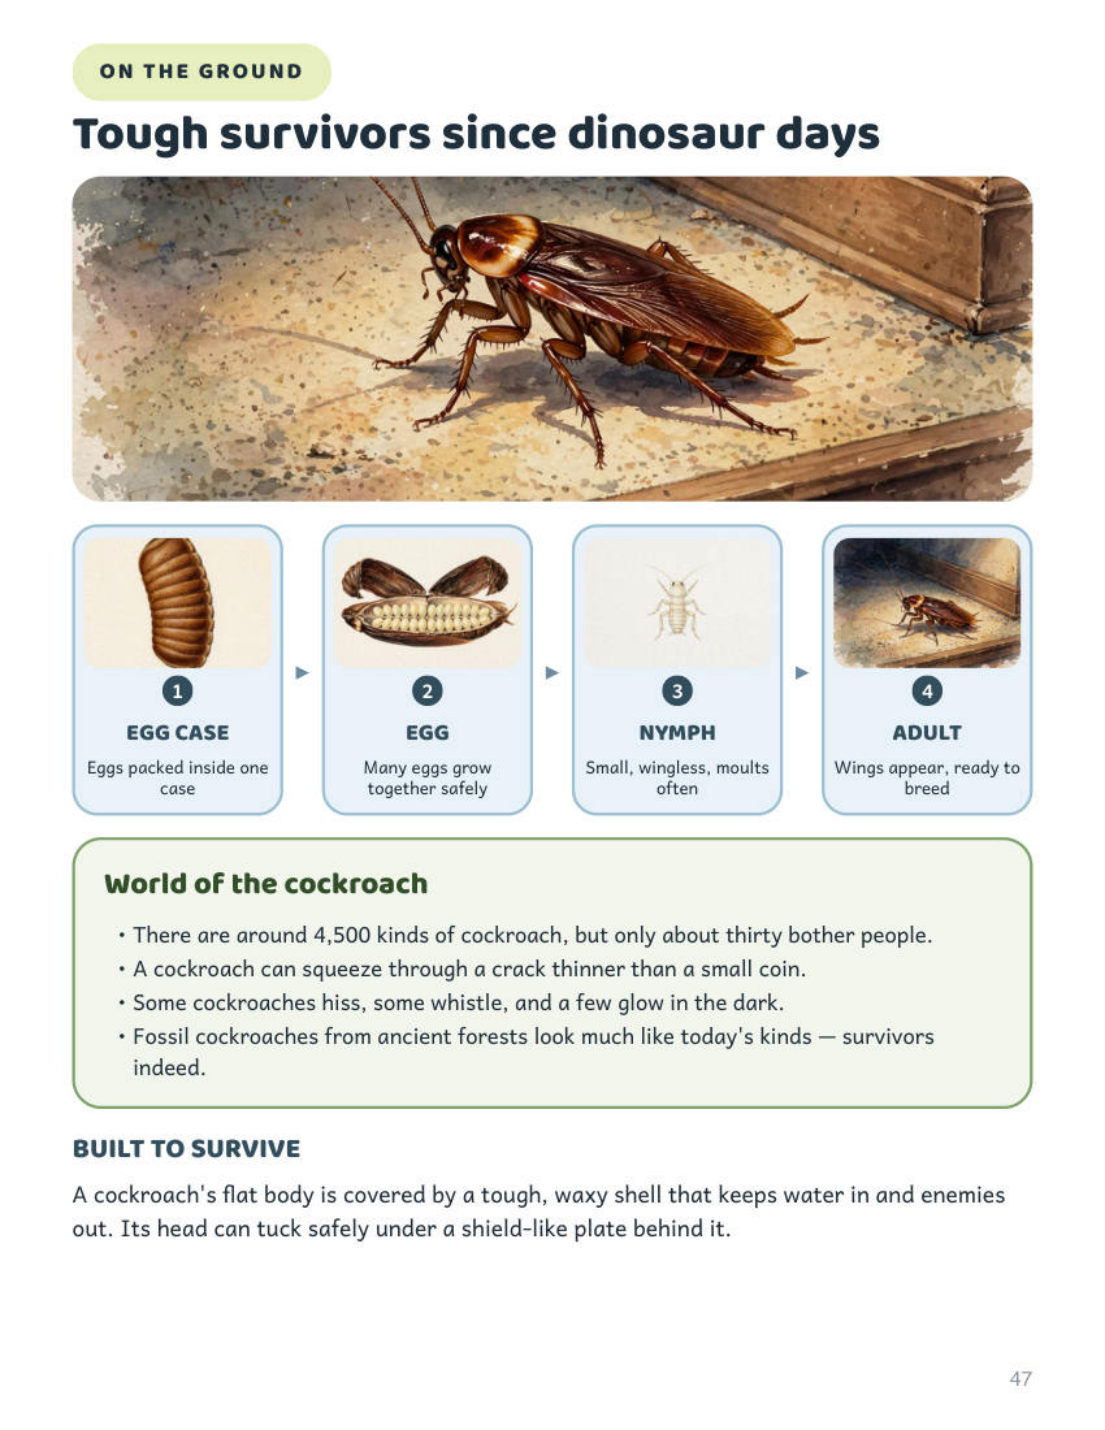 ON THE GROUND
Tough survivors since dinosaur days
1
EGG CASE
Eggs packed inside one
case
2
EGG
Many eggs grow
together safely
3
NYMPH
Small, wingless, moults
often
4
ADULT
Wings appear, ready to
breed
World of the cockroach
• There are around 4,500 kinds of cockroach, but only about thirty bother people.
• A cockroach can squeeze through a crack thinner than a small coin.
• Some cockroaches hiss, some whistle, and a few glow in the dark.
• Fossil cockroaches from ancient forests look much like today's kinds — survivors
indeed.
BUILT TO SURVIVE
A cockroach's flat body is covered by a tough, waxy shell that keeps water in and enemies
out. Its head can tuck safely under a shield-like plate behind it.
47